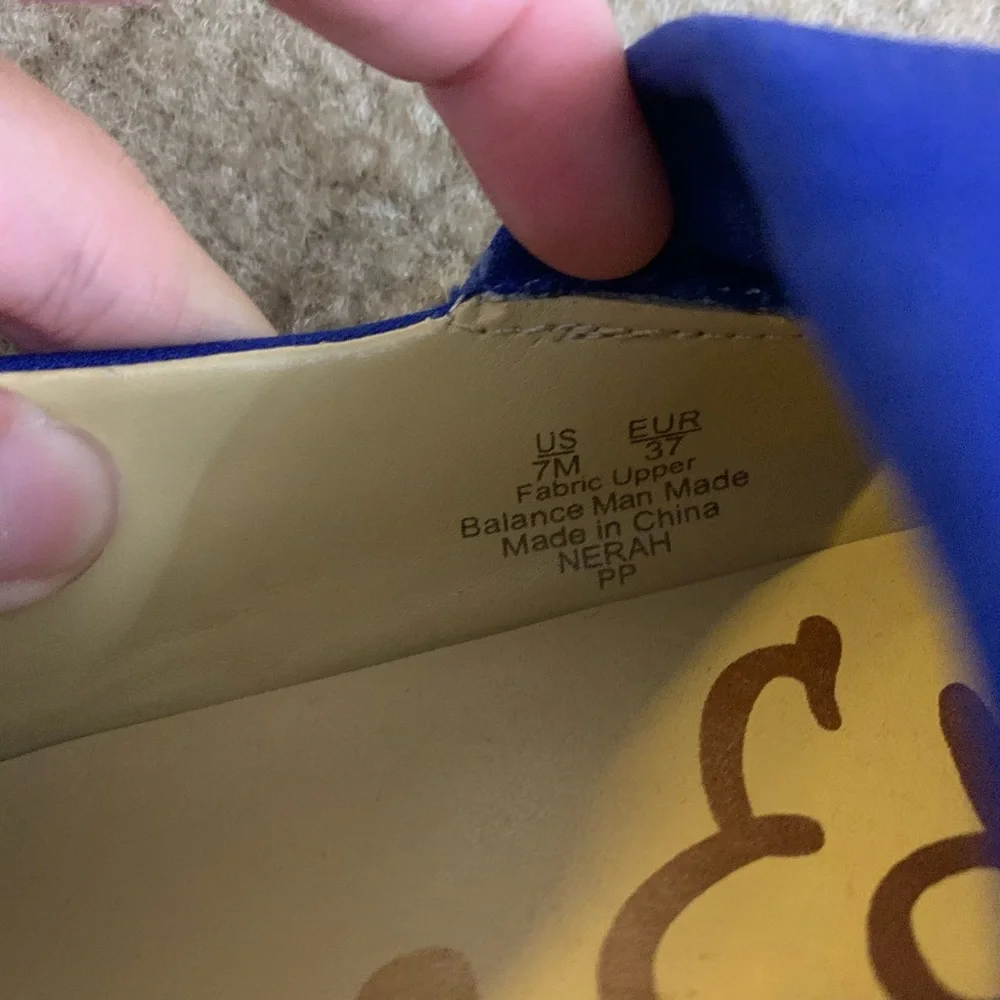 US EUR
7M 37
Fabric Upper
Balance Man Made
Made in China
NERAH
PP